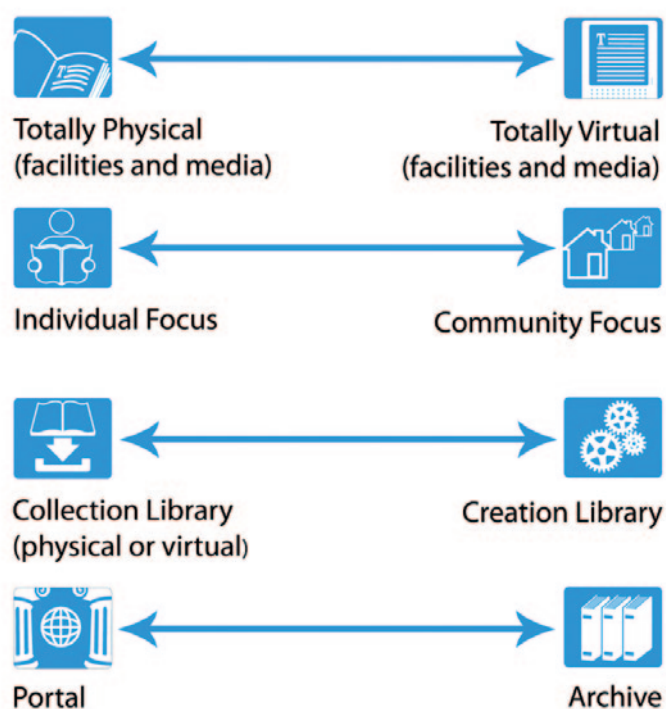 T
T
Totally Physical
(facilities and media)
Totally Virtual
(facilities and media)
Individual Focus
Community Focus
Collection Library
(physical or virtual)
Creation Library
Portal
Archive